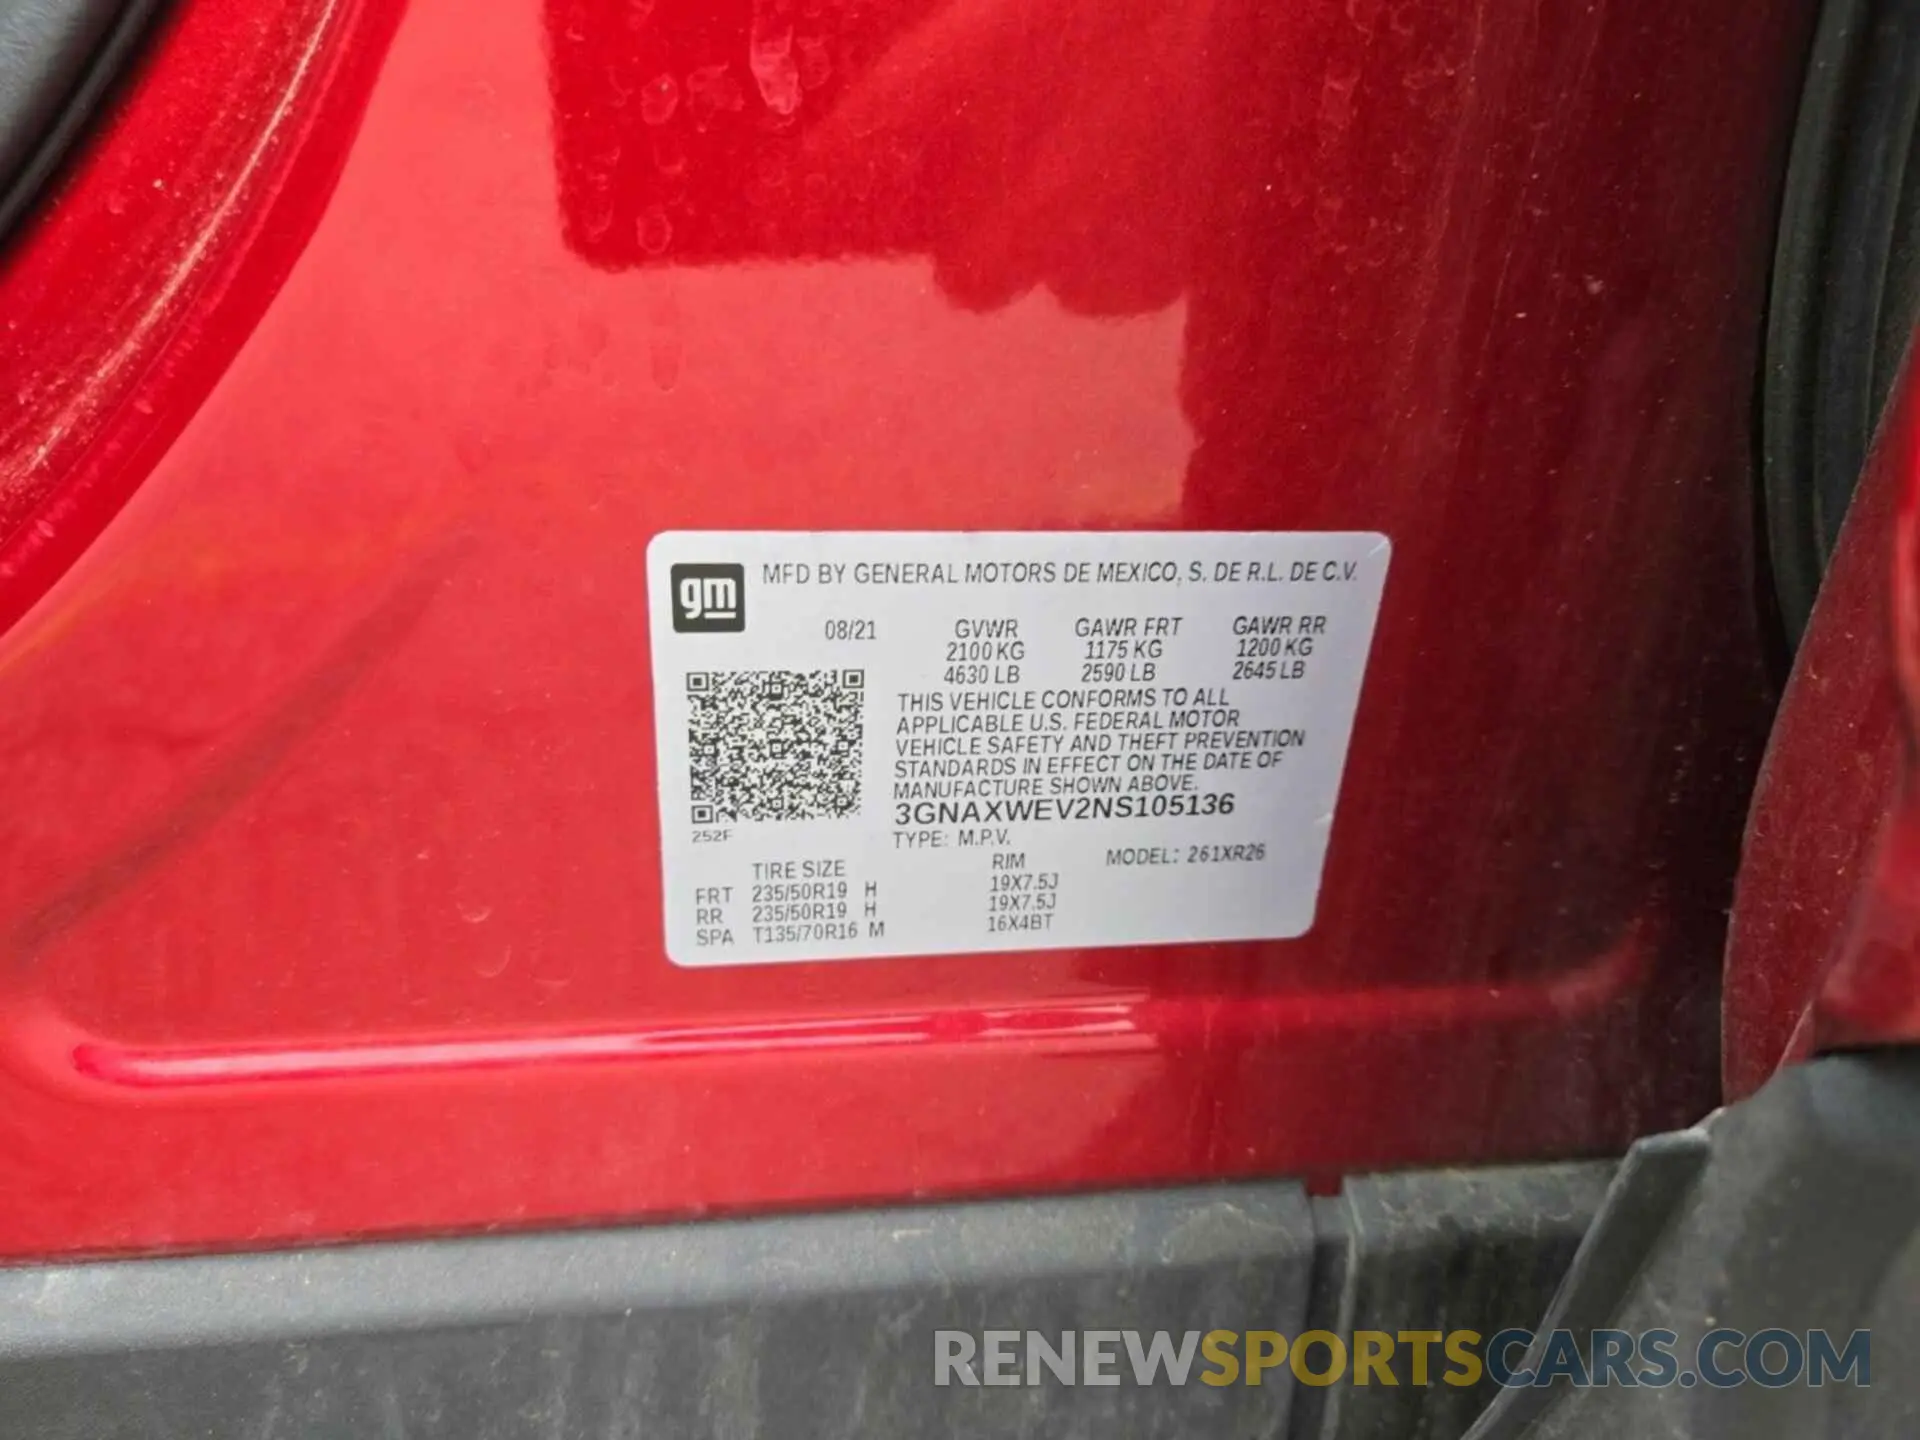 gm
MFD BY GENERAL MOTORS DE MEXICO, S. DE R.L. DE C.V.
08/21 GVWR GAWR FRT GAWR RR
2100 KG 1175 KG 1200 KG
4630 LB 2590 LB 2645 LB
THIS VEHICLE CONFORMS TO ALL
APPLICABLE U.S. FEDERAL MOTOR
VEHICLE SAFETY AND THEFT PREVENTION
STANDARDS IN EFFECT ON THE DATE OF
MANUFACTURE SHOWN ABOVE.
3GNAXWEV2NS105136
252F
TYPE: M.P.V.
MODEL: 261XR26
TIRE SIZE RIM
FRT 235/50R19 H 19X7.5J
RR 235/50R19 H 19X7.5J
SPA T135/70R16 M 16X4BT
RENEWSPORTSCARS.COM